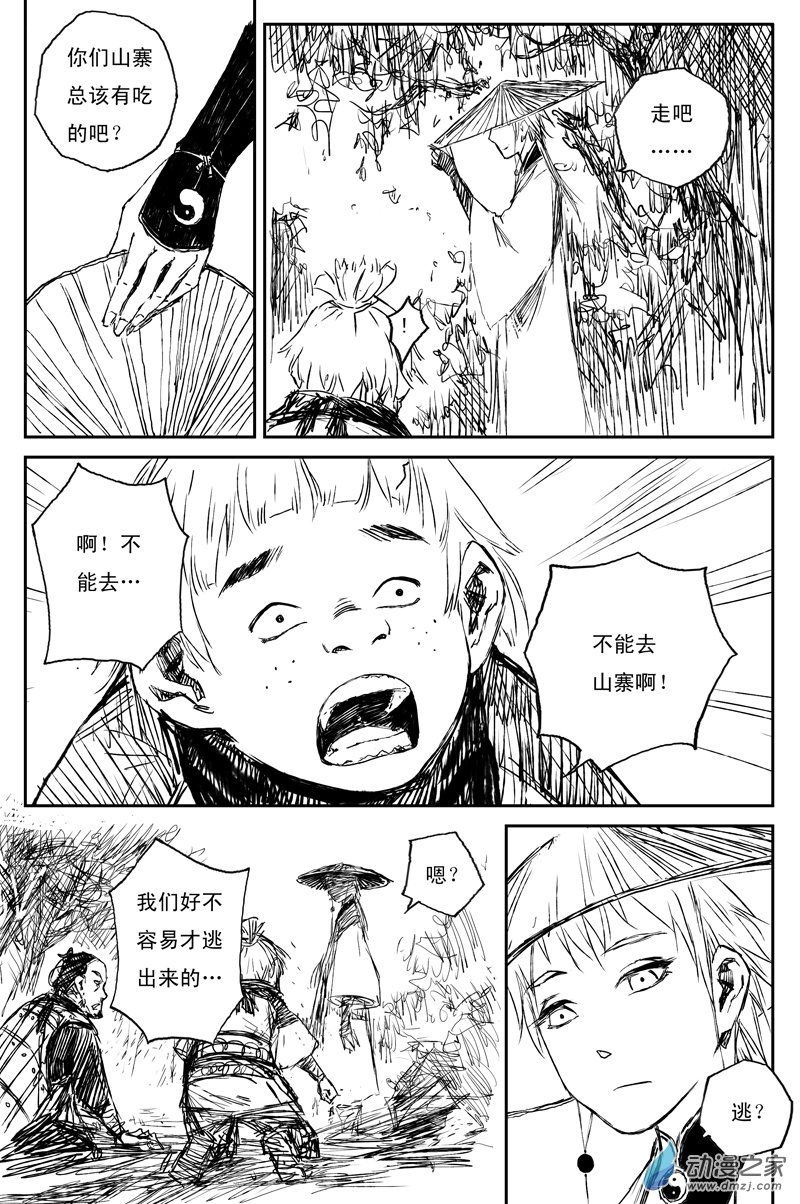 你们山寨
总该有吃
的吧？
走吧
……
！
啊！不
能去…
不能去
山寨啊！
我们好不
容易才逃
出来的…
嗯？
逃？
动漫之家
www.dmzj.com